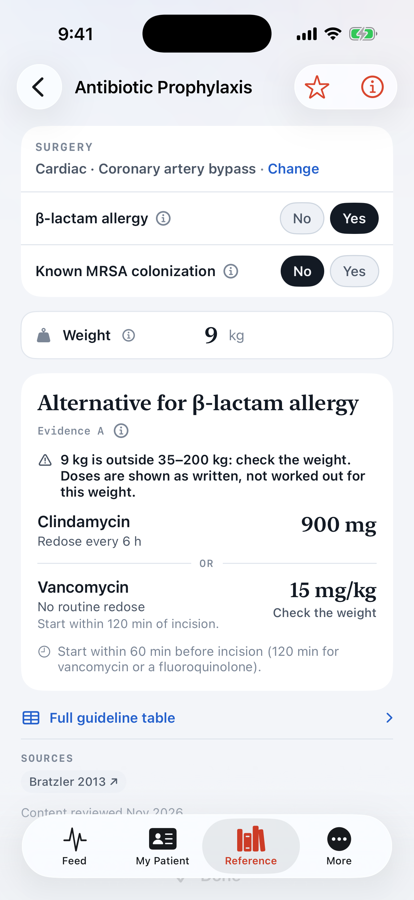 9:41
Antibiotic Prophylaxis
SURGERY
Cardiac · Coronary artery bypass · Change
β-lactam allergy No Yes
Known MRSA colonization No Yes
Weight 9 kg
Alternative for β-lactam allergy
Evidence A
9 kg is outside 35–200 kg: check the weight.
Doses are shown as written, not worked out for
this weight.
Clindamycin 900 mg
Redose every 6 h
OR
Vancomycin 15 mg/kg
No routine redose Check the weight
Start within 120 min of incision.
Start within 60 min before incision (120 min for
vancomycin or a fluoroquinolone).
Full guideline table
SOURCES
Bratzler 2013 ↗
Content reviewed Nov 2026
Feed My Patient Reference More
Done